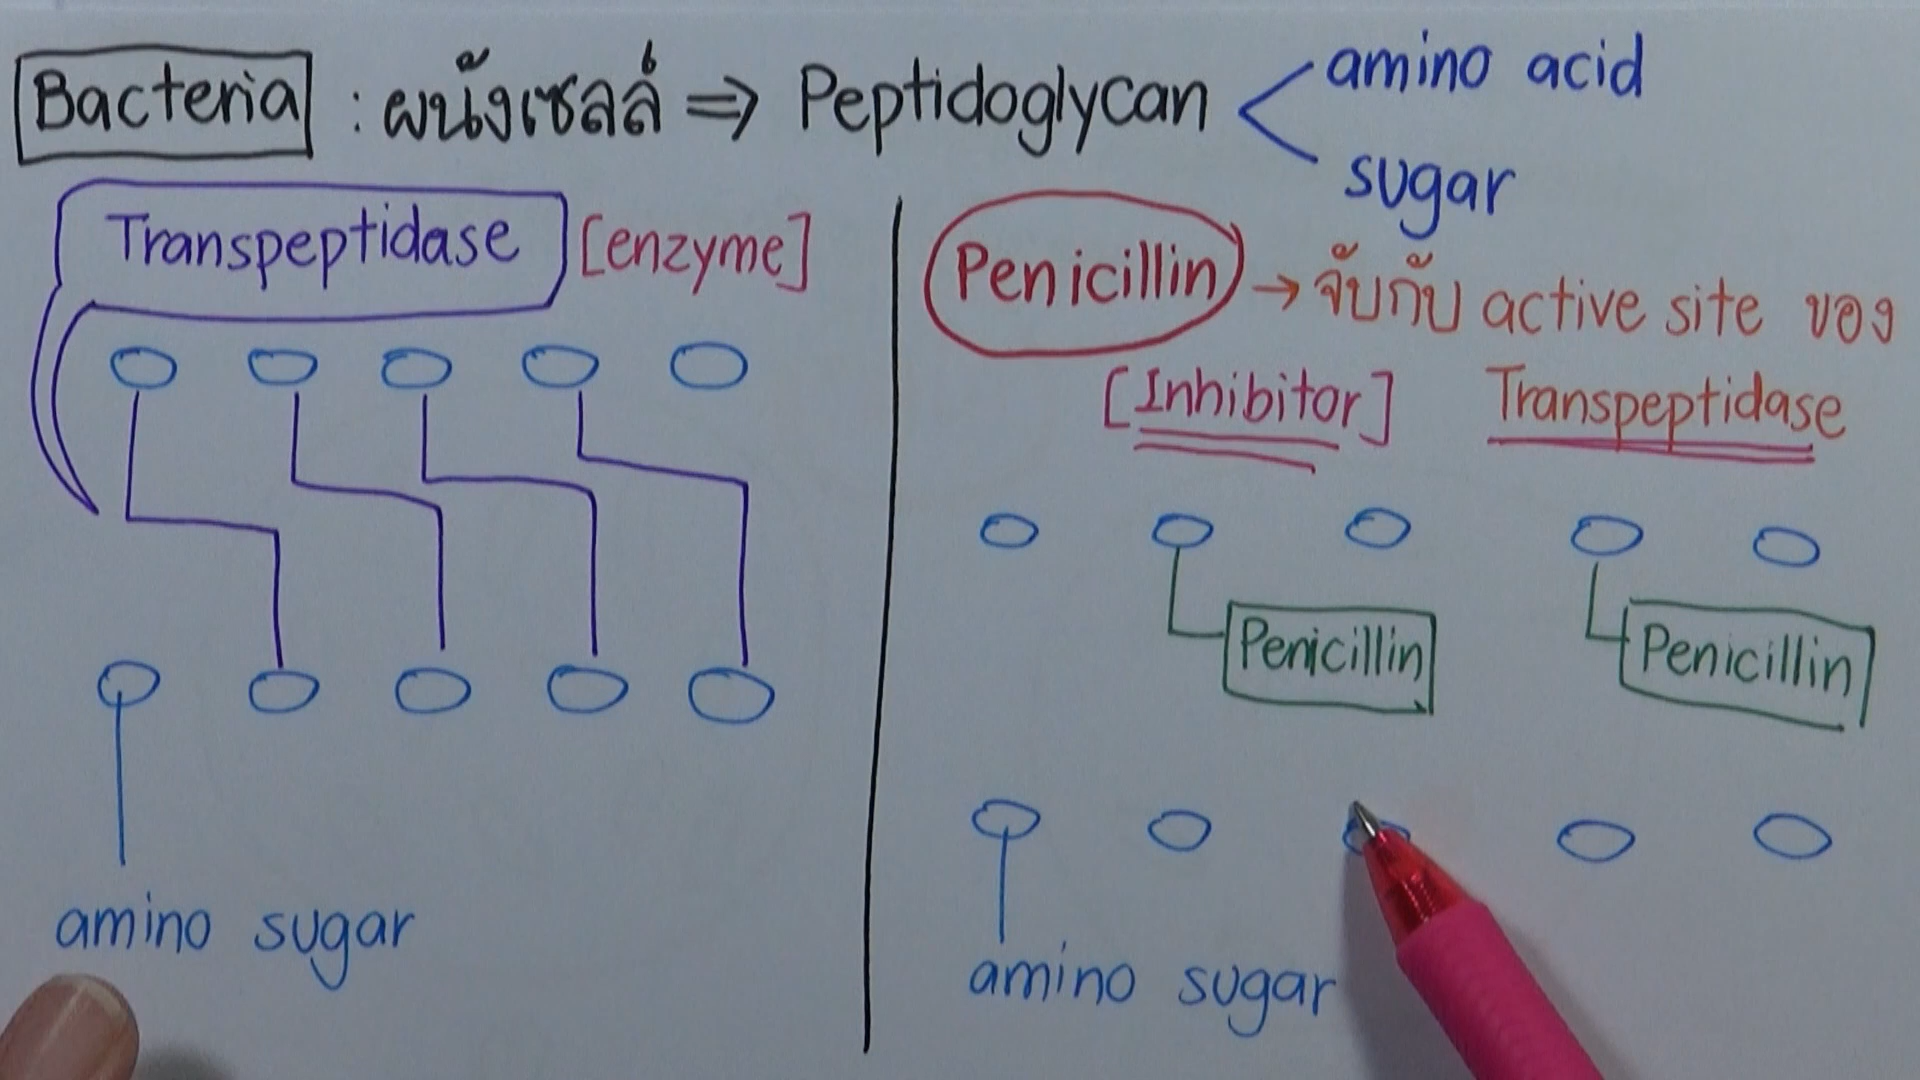 Bacteria : ผนังเซลล์ ⇒ Peptidoglycan < amino acid
sugar
Transpeptidase [enzyme]
amino sugar
Penicillin → จับกับ active site ของ
[Inhibitor] Transpeptidase
Penicillin Penicillin
amino sugar